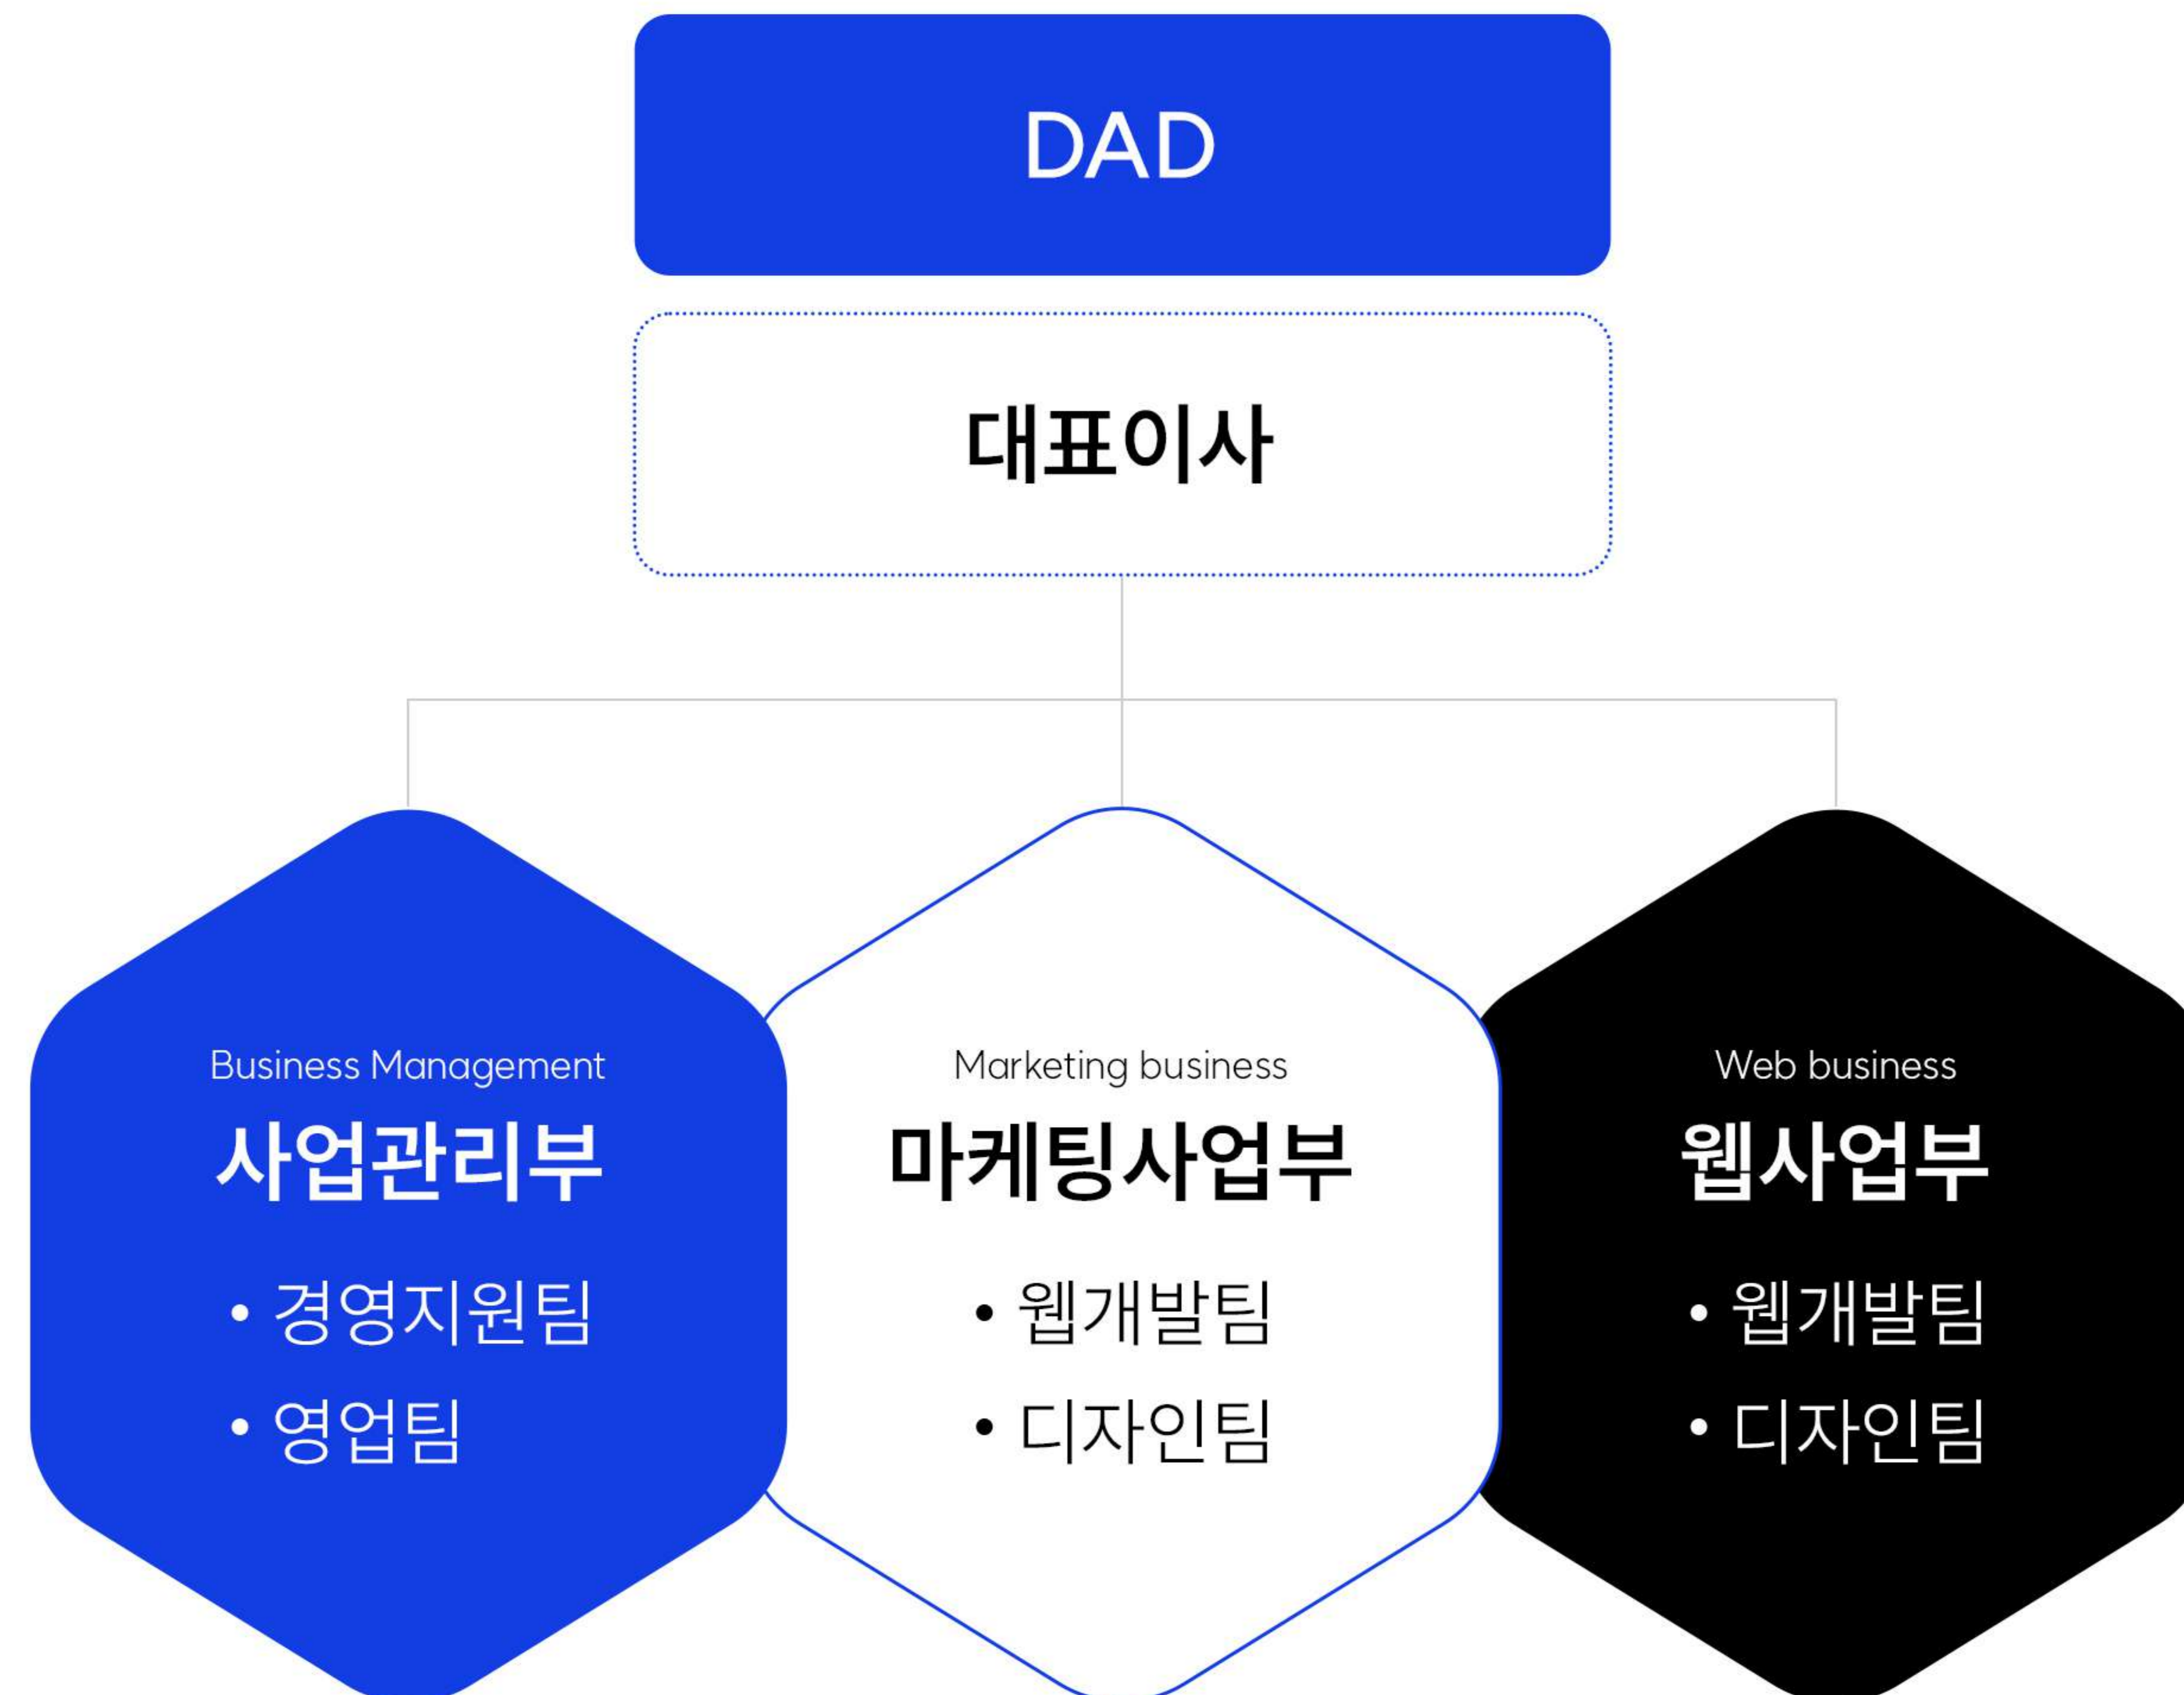 DAD
대표이사
Business Management
사업관리부
• 경영지원팀
• 영업팀
Marketing business
마케팅사업부
• 웹개발팀
• 디자인팀
Web business
웹사업부
• 웹개발팀
• 디자인팀